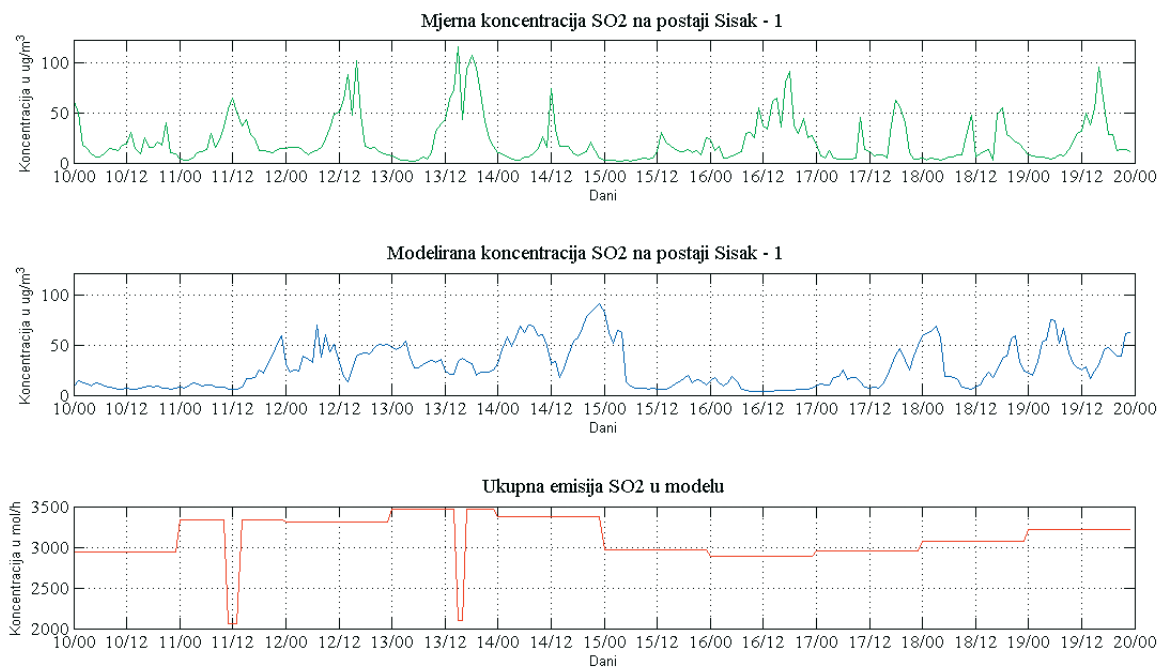 Mjerna koncentracija SO2 na postaji Sisak - 1
Koncentracija u ug/m³
100
50
0
10/00 10/12 11/00 11/12 12/00 12/12 13/00 13/12 14/00 14/12 15/00 15/12 16/00 16/12 17/00 17/12 18/00 18/12 19/00 19/12 20/00
Dani
Modelirana koncentracija SO2 na postaji Sisak - 1
Koncentracija u ug/m³
100
50
0
10/00 10/12 11/00 11/12 12/00 12/12 13/00 13/12 14/00 14/12 15/00 15/12 16/00 16/12 17/00 17/12 18/00 18/12 19/00 19/12 20/00
Dani
Ukupna emisija SO2 u modelu
Koncentracija u mol/h
3500
3000
2500
2000
10/00 10/12 11/00 11/12 12/00 12/12 13/00 13/12 14/00 14/12 15/00 15/12 16/00 16/12 17/00 17/12 18/00 18/12 19/00 19/12 20/00
Dani